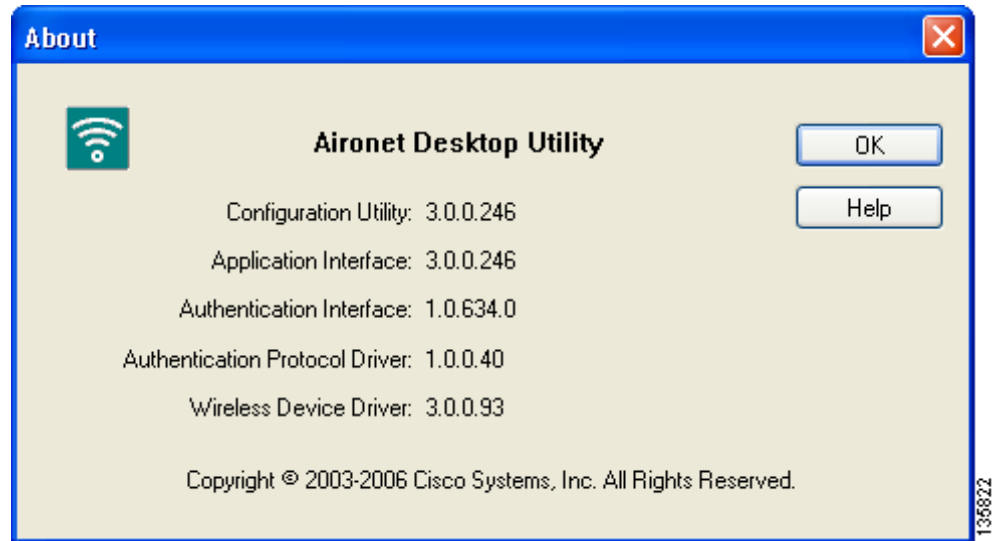 About
Aironet Desktop Utility
OK
Help
Configuration Utility: 3.0.0.246
Application Interface: 3.0.0.246
Authentication Interface: 1.0.634.0
Authentication Protocol Driver: 1.0.0.40
Wireless Device Driver: 3.0.0.93
Copyright © 2003-2006 Cisco Systems, Inc. All Rights Reserved.
135822